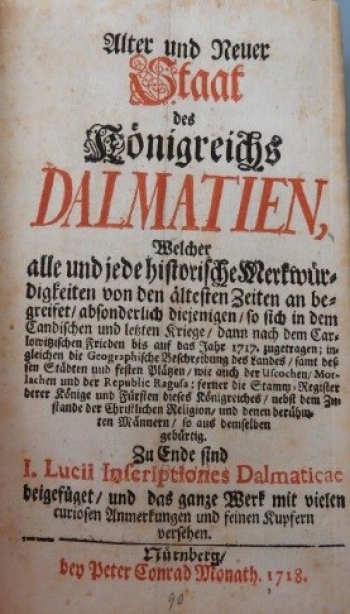 Alter und Neuer
Staat
des
Königreichs
DALMATIEN,
Welcher
alle und jede historische Merkwür-
digkeiten von den ältesten Zeiten an be-
greiffet / absonderlich diejenigen / so sich in dem
Candischen und letzten Kriege / dann nach dem Car-
lowitzischen Frieden bis auf das Jahr 1717. zugetragen; in-
gleichen die Geographische Beschreibung des Landes / samt des-
sen Städten und festen Plätzen / wie auch der Uscochen / Mor-
lachen und der Republic Ragusa: ferner die Stamm-Register
derer Könige und Fürsten dieses Königreiches / nebst dem Zu-
stande der Christlichen Religion / und denen berühm-
ten Männern / so aus demselben
gebürtig.
Zu Ende sind
I. Lucii Inscriptiones Dalmaticae
beigefüget / und das ganze Werk mit vielen
curiosen Anmerkungen und feinen Kupfern
versehen.
Nürnberg /
bey Peter Conrad Monath. 1718.
90